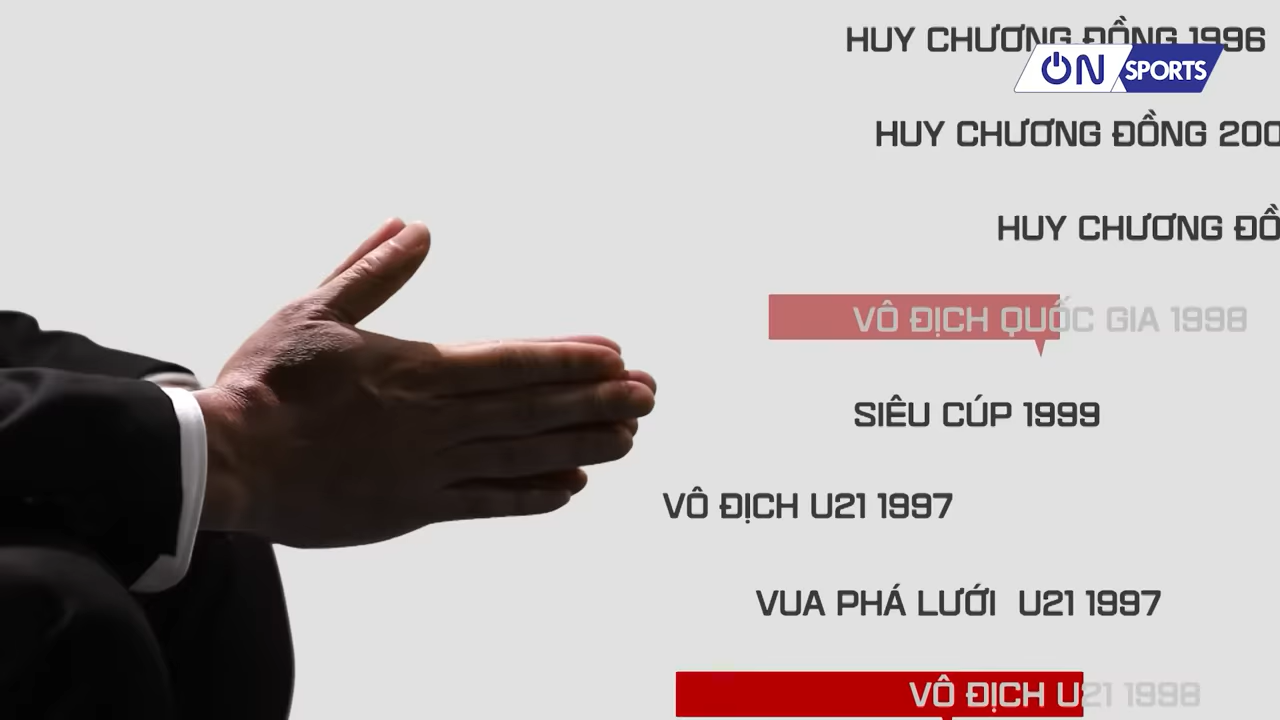 HUY CHƯƠNG ĐỒNG 1996
ON SPORTS
HUY CHƯƠNG ĐỒNG
HUY CHƯƠNG
VÔ ĐỊCH QUỐC GIA 1998
SIÊU CÚP 1999
VÔ ĐỊCH U21 1997
VUA PHÁ LƯỚI U21 1997
VÔ ĐỊCH U21 1998